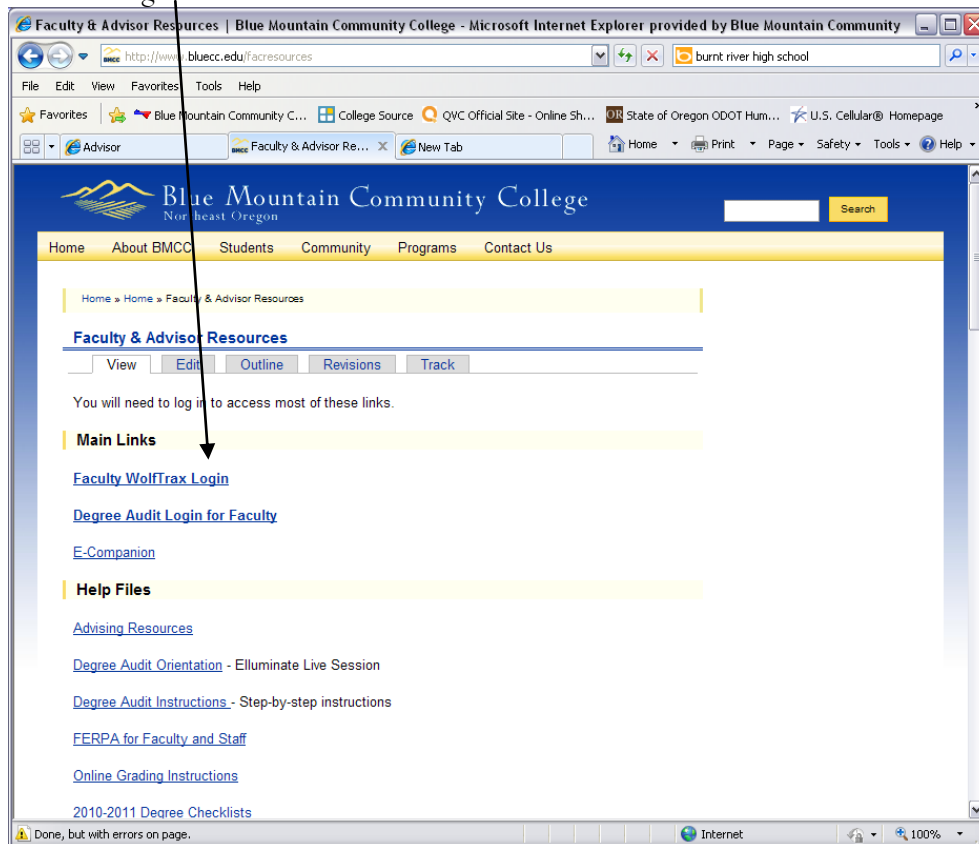 Faculty & Advisor Resources | Blue Mountain Community College - Microsoft Internet Explorer provided by Blue Mountain Community
http://www.bluecc.edu/facresources
burnt river high school
File Edit View Favorites Tools Help
Favorites Blue Mountain Community C... College Source QVC Official Site - Online Sh... OR State of Oregon ODOT Hum... U.S. Cellular® Homepage
Advisor BMCC Faculty & Advisor Re... X New Tab Home Print Page Safety Tools Help
Blue Mountain Community College
Northeast Oregon
Search
Home About BMCC Students Community Programs Contact Us
Home » Home » Faculty & Advisor Resources
Faculty & Advisor Resources
View Edit Outline Revisions Track
You will need to log in to access most of these links.
Main Links
Faculty WolfTrax Login
Degree Audit Login for Faculty
E-Companion
Help Files
Advising Resources
Degree Audit Orientation - Elluminate Live Session
Degree Audit Instructions - Step-by-step instructions
FERPA for Faculty and Staff
Online Grading Instructions
2010-2011 Degree Checklists
Done, but with errors on page. Internet 100%